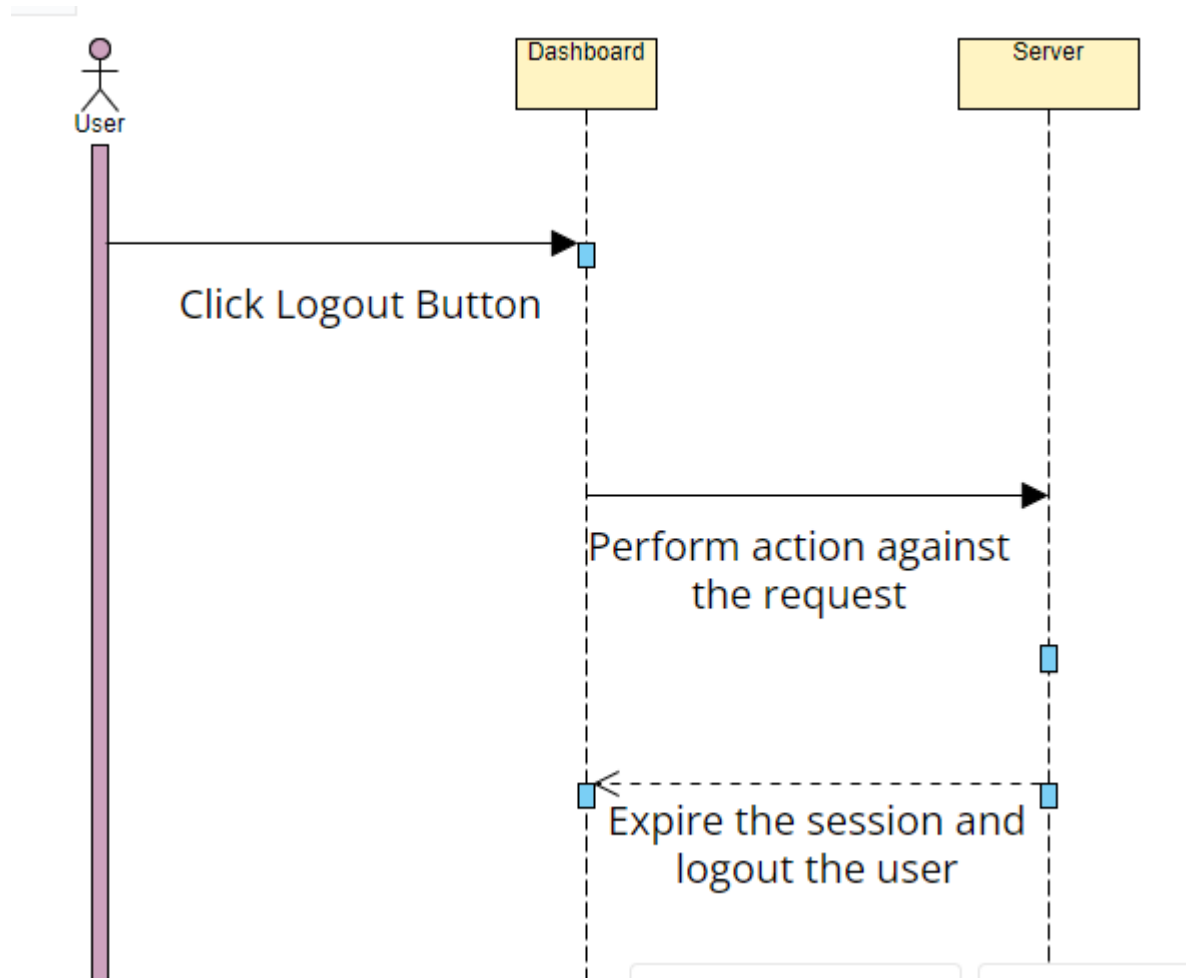 Dashboard
Server
User
Click Logout Button
Perform action against
the request
Expire the session and
logout the user